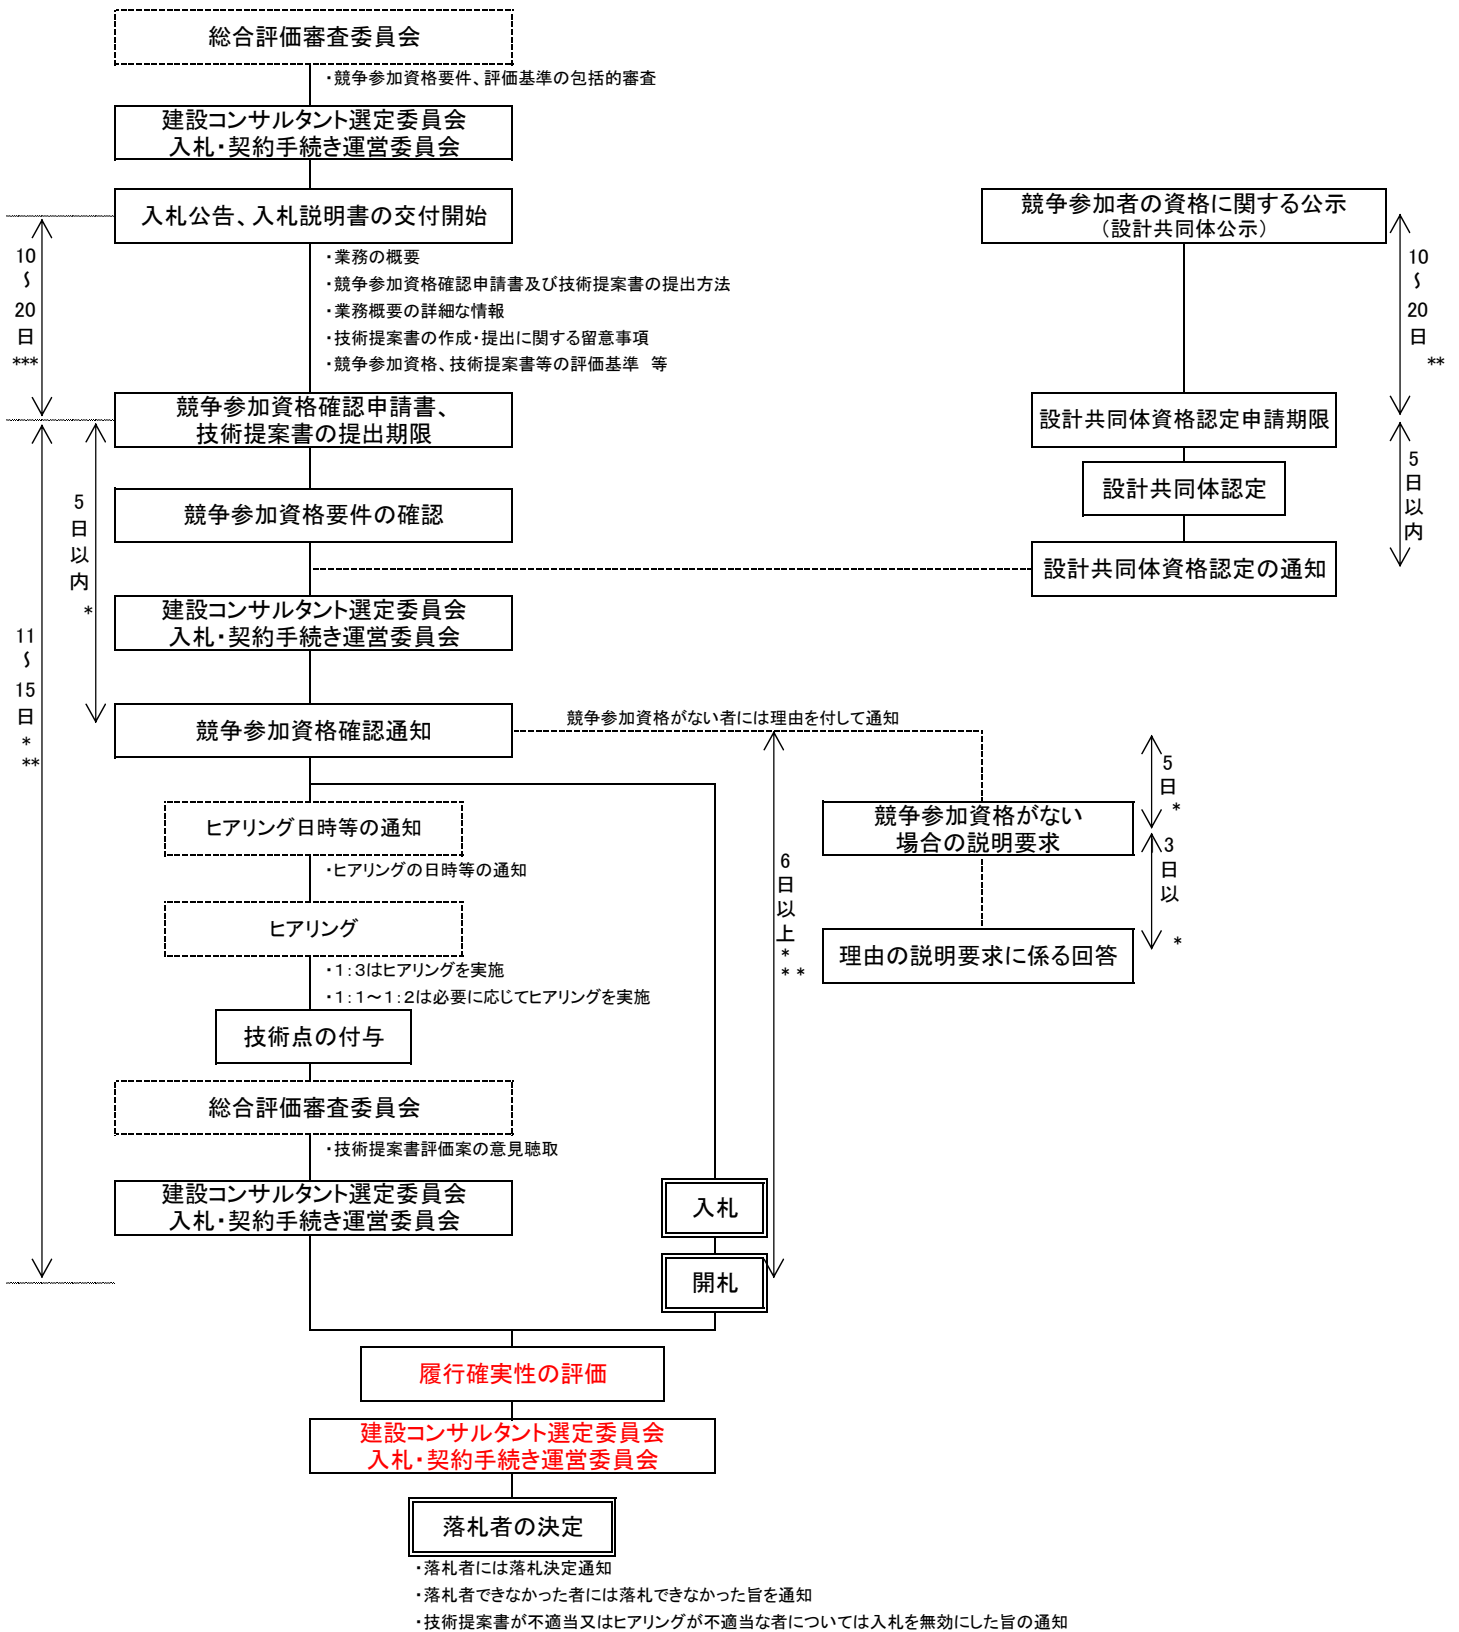 総合評価審査委員会
・競争参加資格要件、評価基準の包括的審査
建設コンサルタント選定委員会
入札・契約手続き運営委員会
入札公告、入札説明書の交付開始
・業務の概要
・競争参加資格確認申請書及び技術提案書の提出方法
・業務概要の詳細な情報
・技術提案書の作成・提出に関する留意事項
・競争参加資格、技術提案書等の評価基準　等
10～20日***
競争参加者の資格に関する公示
（設計共同体公示）
10～20日**
競争参加資格確認申請書、
技術提案書の提出期限
設計共同体資格認定申請期限
設計共同体認定
設計共同体資格認定の通知
5日以内
競争参加資格要件の確認
建設コンサルタント選定委員会
入札・契約手続き運営委員会
5日以内*
11～15日***
競争参加資格確認通知
競争参加資格がない者には理由を付して通知
5日*
競争参加資格がない
場合の説明要求
3日以*
理由の説明要求に係る回答
6日以上***
ヒアリング日時等の通知
・ヒアリングの日時等の通知
ヒアリング
・１：３はヒアリングを実施
・１：１～１：２は必要に応じてヒアリングを実施
技術点の付与
総合評価審査委員会
・技術提案書評価案の意見聴取
建設コンサルタント選定委員会
入札・契約手続き運営委員会
入札
開札
履行確実性の評価
建設コンサルタント選定委員会
入札・契約手続き運営委員会
落札者の決定
・落札者には落札決定通知
・落札者できなかった者には落札できなかった旨を通知
・技術提案書が不適当又はヒアリングが不適当な者については入札を無効にした旨の通知